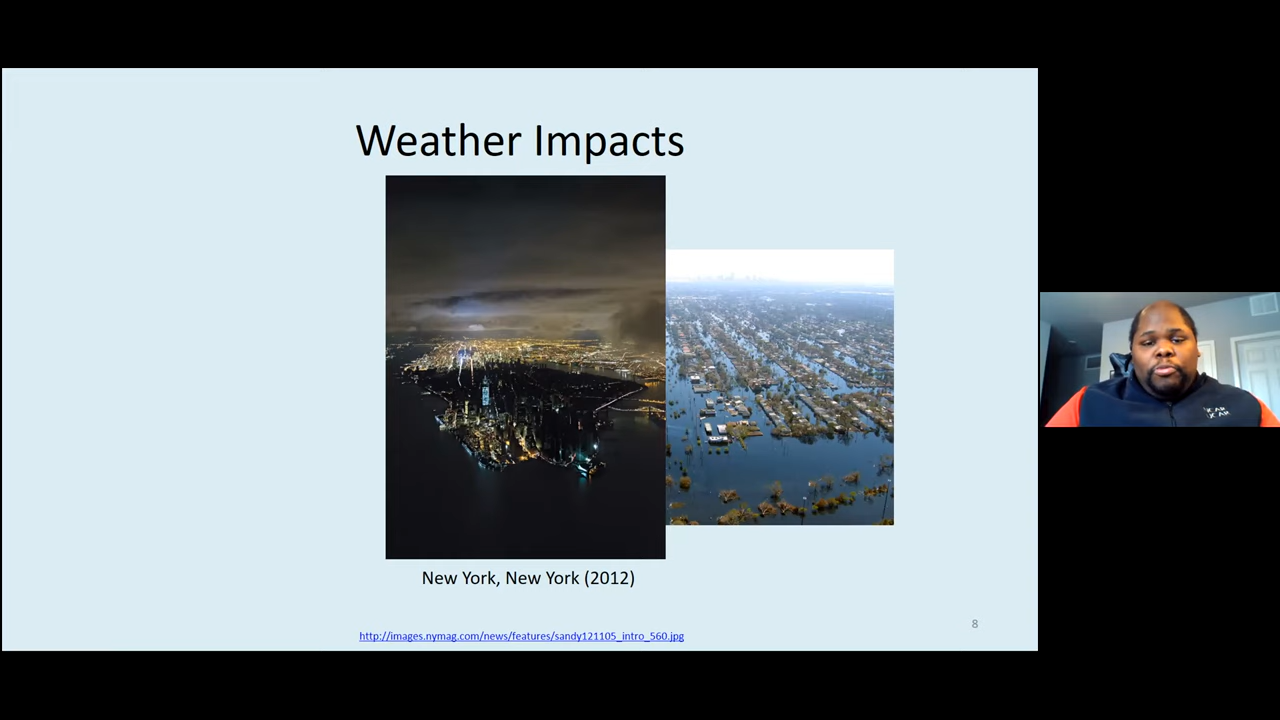 Weather Impacts
New York, New York (2012)
http://images.nymag.com/news/features/sandy121105_intro_560.jpg
8